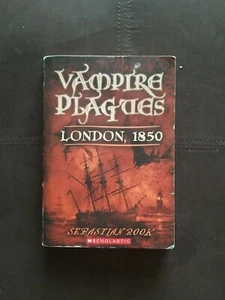 VAMPIRE
PLAGUES
LONDON, 1850
SEBASTIAN ROOK
SCHOLASTIC